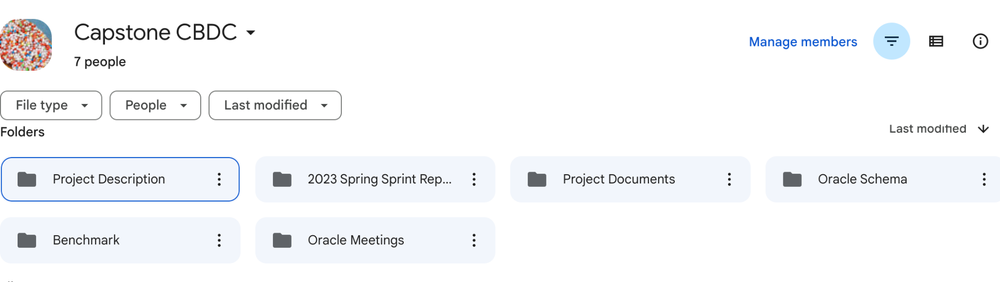 Capstone CBDC
7 people
Manage members
File type
People
Last modified
Folders
Last modified
Project Description
2023 Spring Sprint Rep...
Project Documents
Oracle Schema
Benchmark
Oracle Meetings